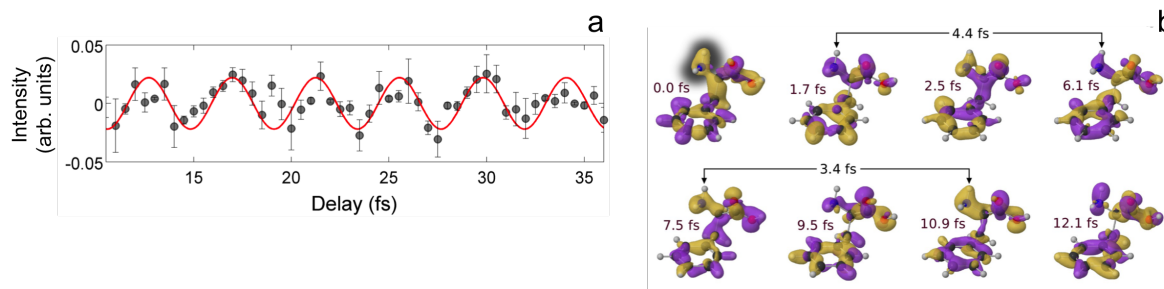 a
Intensity
(arb. units)
0.05
0
-0.05
15
20
25
30
35
Delay (fs)
b
4.4 fs
0.0 fs
1.7 fs
2.5 fs
6.1 fs
3.4 fs
7.5 fs
9.5 fs
10.9 fs
12.1 fs